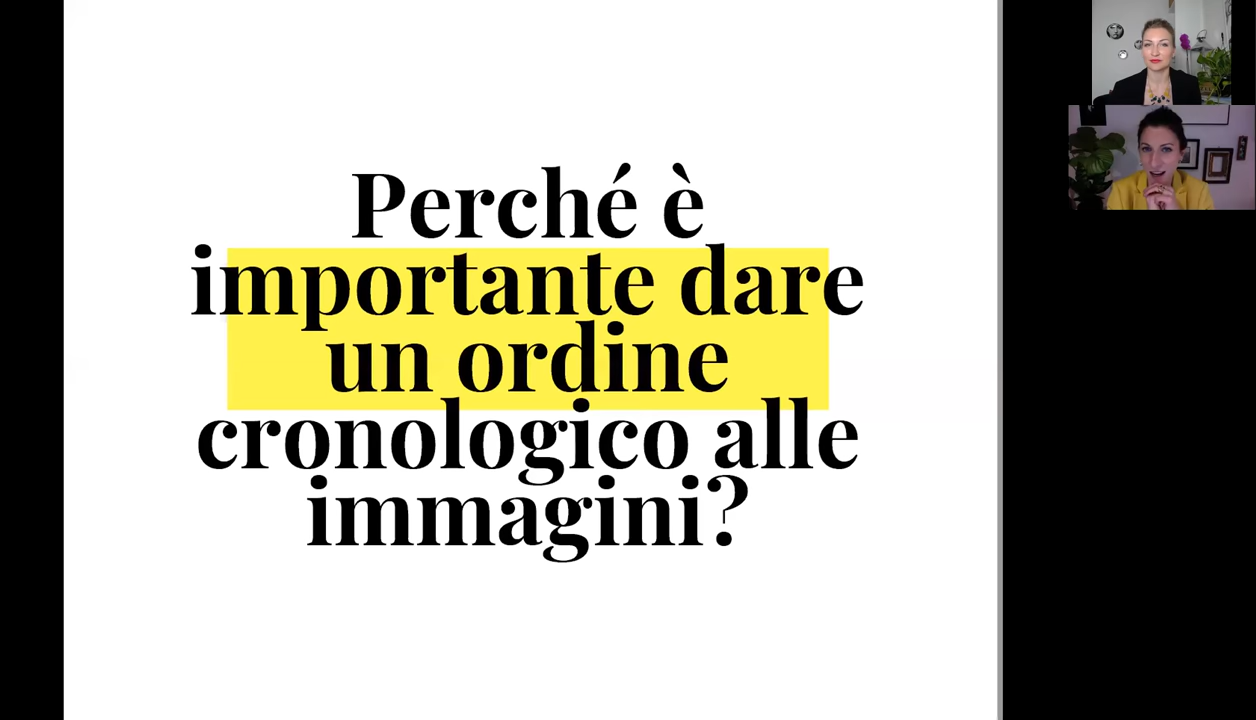 Perché è
importante dare
un ordine
cronologico alle
immagini?